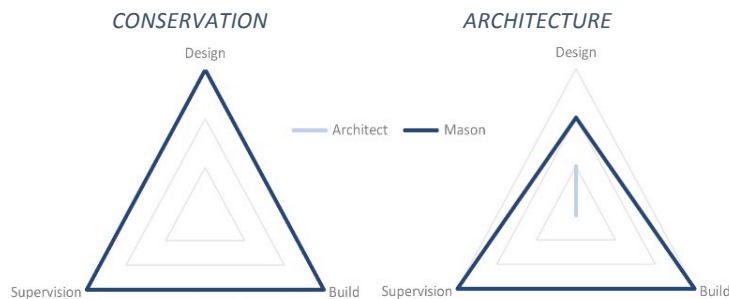 CONSERVATION
ARCHITECTURE
Design
Design
Architect
Mason
Supervision
Build
Supervision
Build